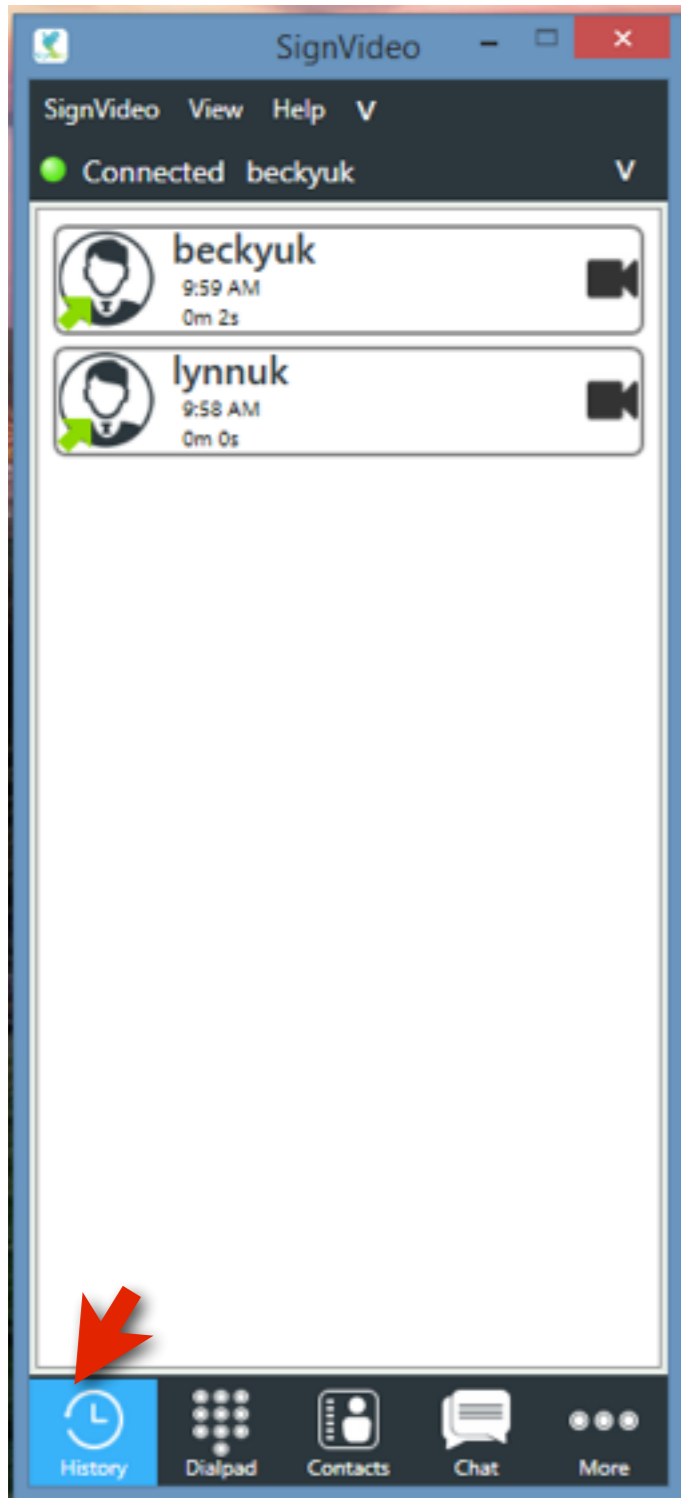 SignVideo
SignVideo View Help V
Connected beckyuk V
beckyuk
9:59 AM
0m 2s
lynnuk
9:58 AM
0m 0s
History Dialpad Contacts Chat More